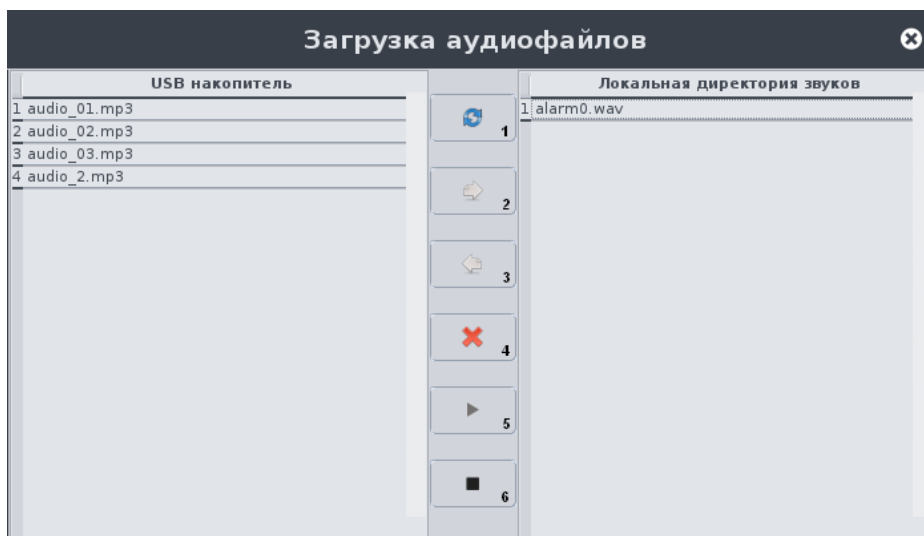 Загрузка аудиофайлов
USB накопитель
1 audio_01.mp3
2 audio_02.mp3
3 audio_03.mp3
4 audio_2.mp3
1
2
3
4
5
6
Локальная директория звуков
1 alarm0.wav